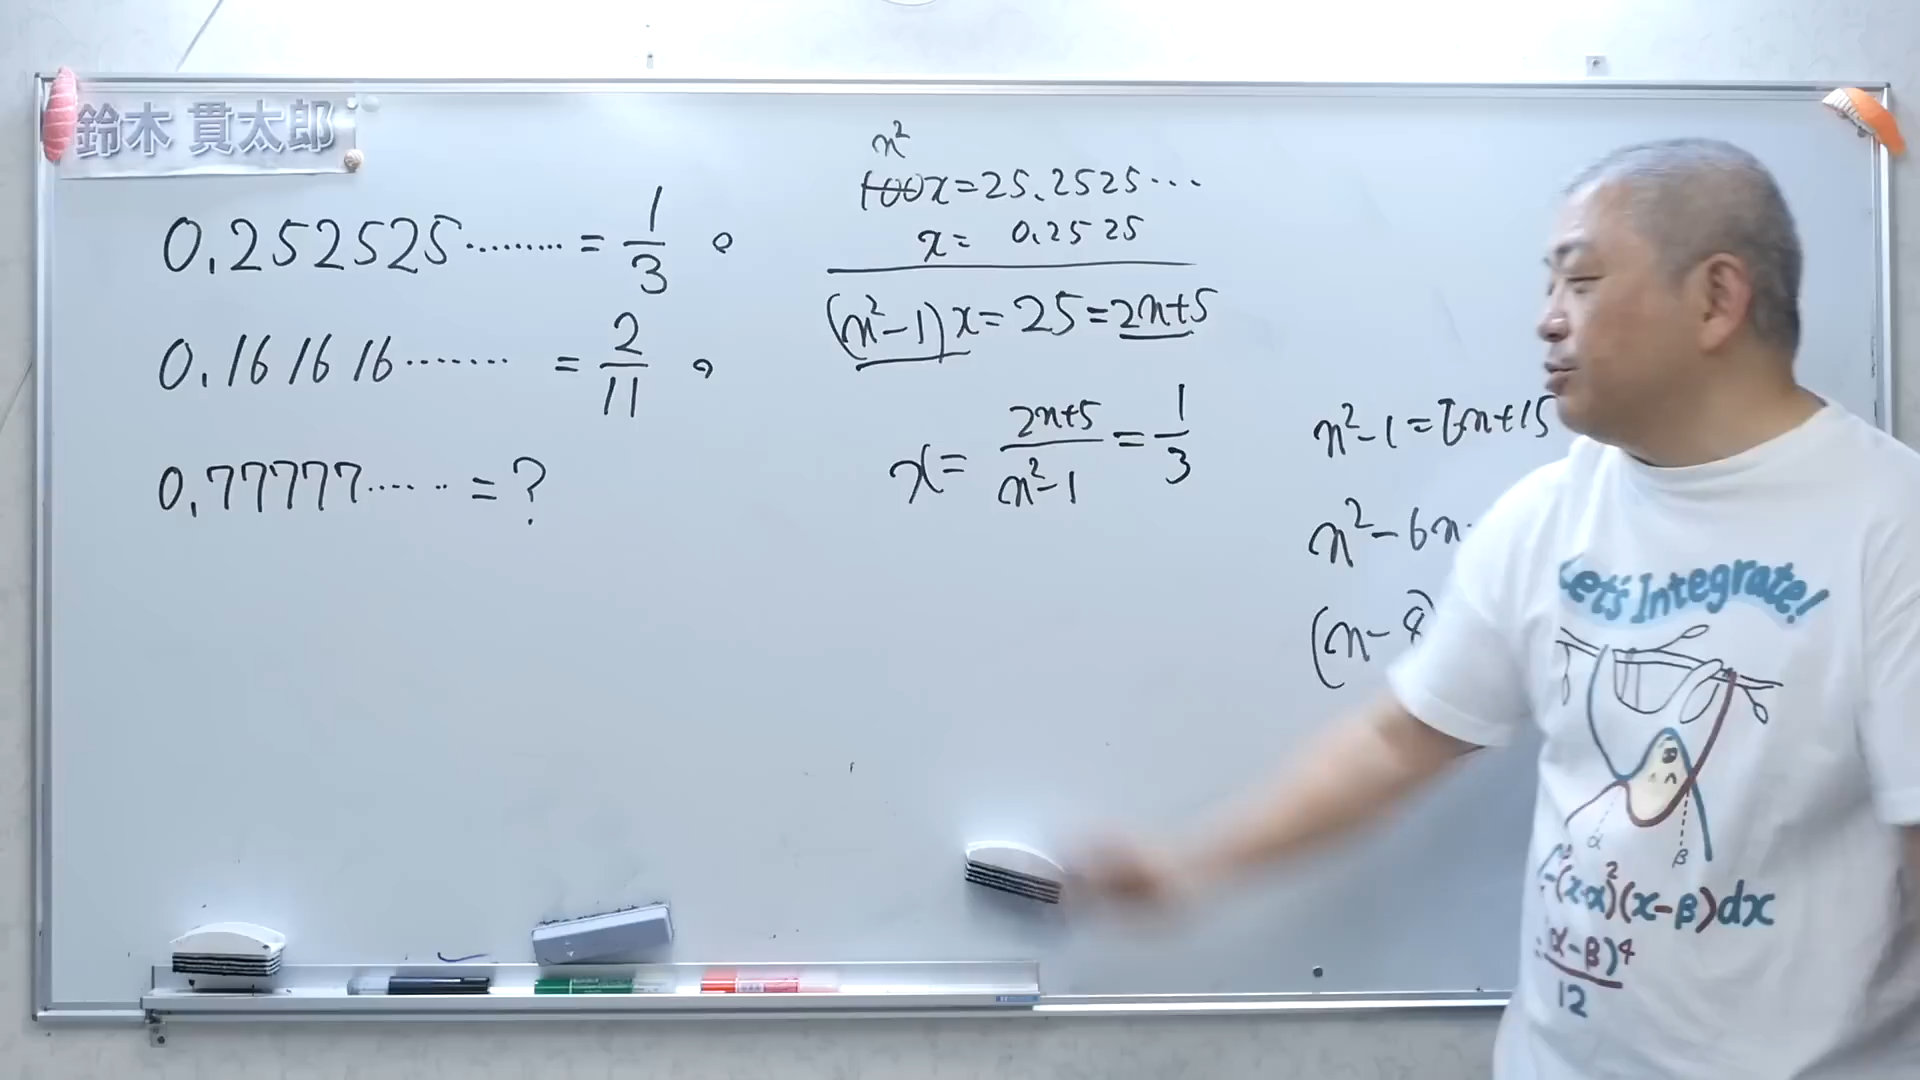 鈴木 貫太郎
0.252525……… = 1/3 。
0.161616…… = 2/11 。
0.77777…… = ?
n²
100x=25.2525…
x= 0.2525
(n²-1)x=25=2n+5
x= (2n+5)/(n²-1) = 1/3
n²-1=6n+15
n²-6n
(n-8)
Let's Integrate!
α
β
(x-α)²(x-β)dx
= (α-β)⁴/12